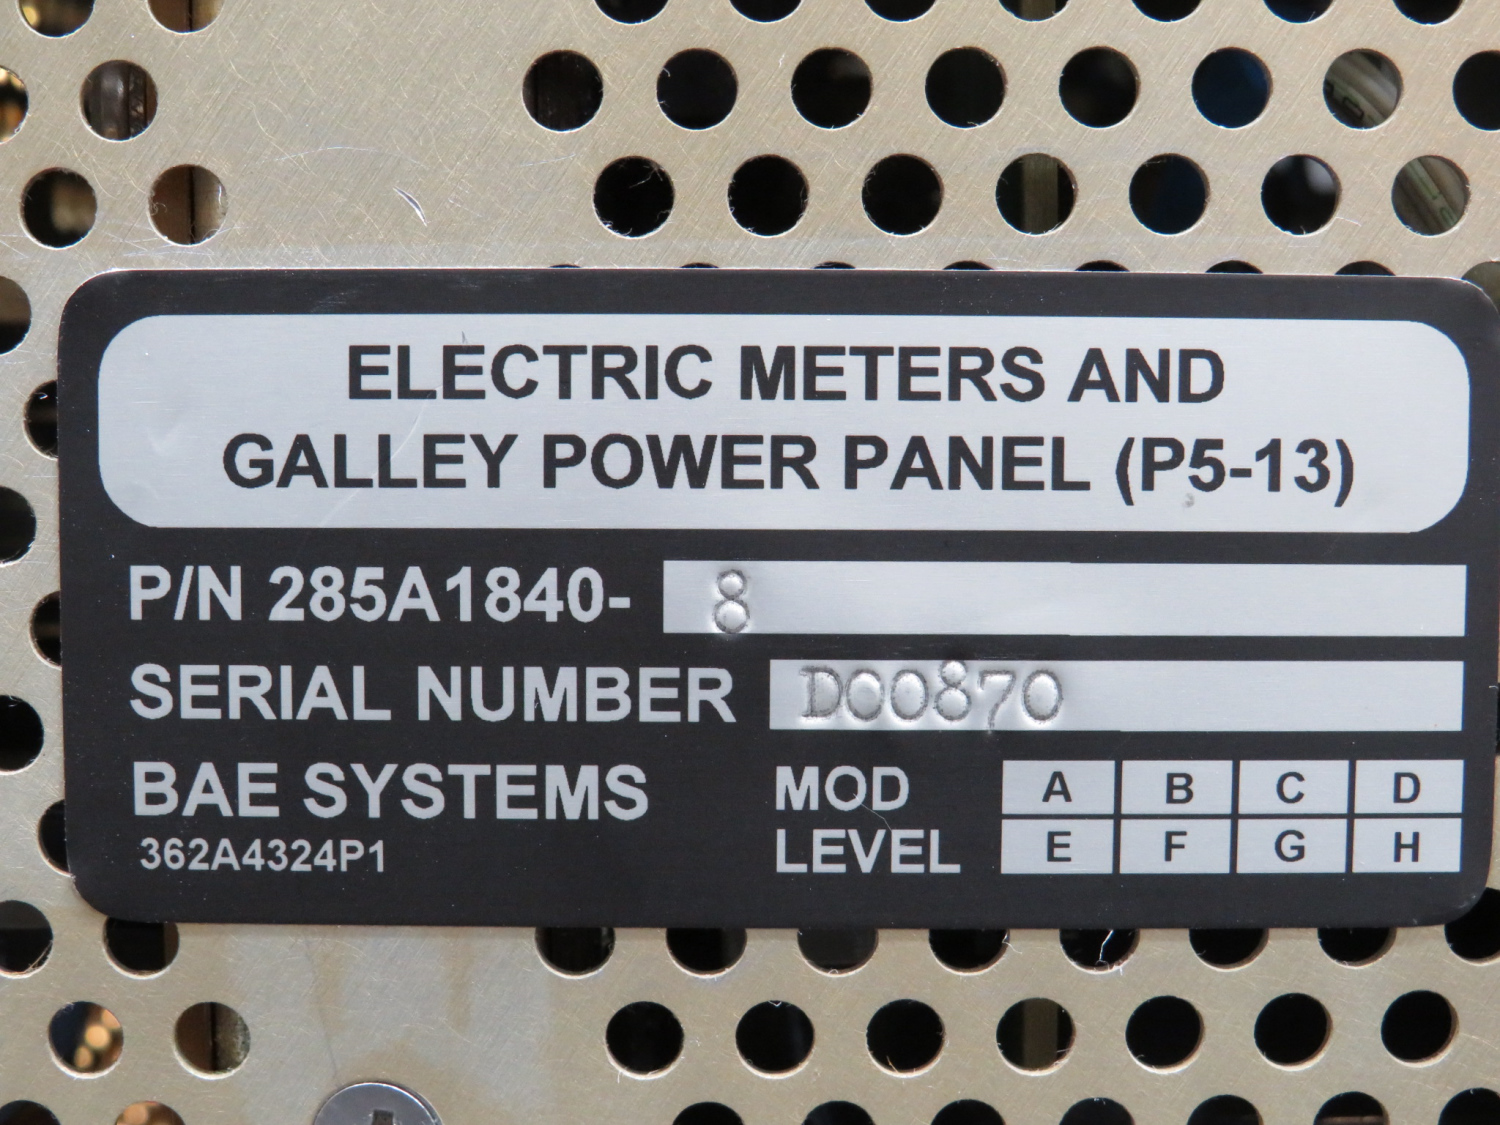 ELECTRIC METERS AND
GALLEY POWER PANEL (P5-13)
P/N 285A1840- 8
SERIAL NUMBER D00870
BAE SYSTEMS
362A4324P1
MOD LEVEL
A B C D
E F G H